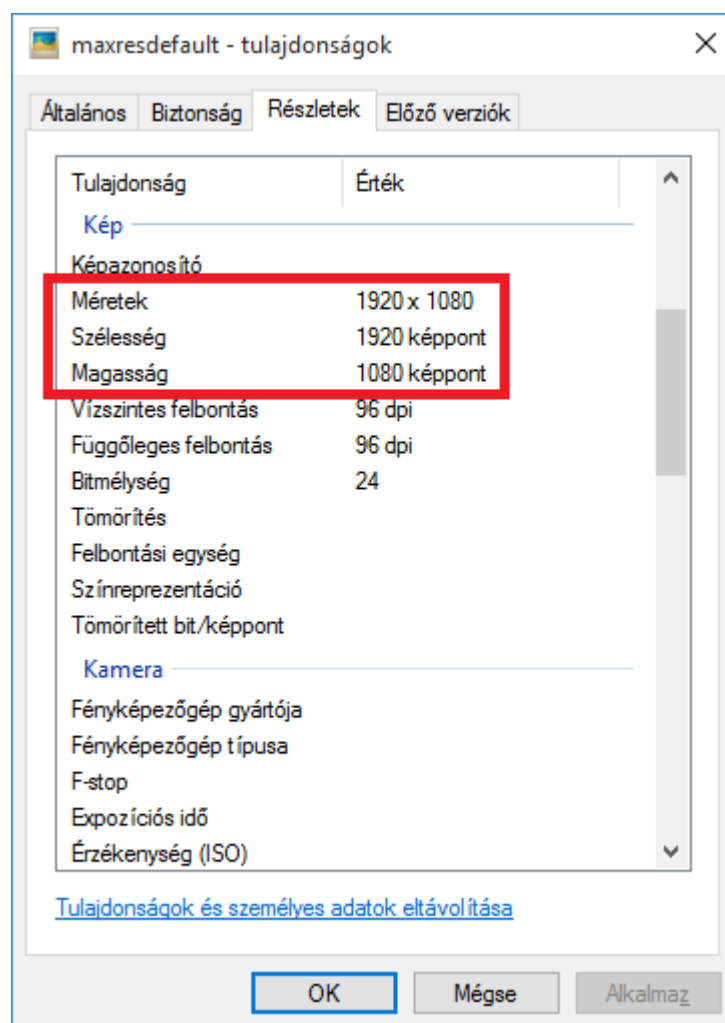 maxresdefault - tulajdonságok
Általános Biztonság Részletek Előző verziók
Tulajdonság Érték
Kép
Képazonosító
Méretek 1920 x 1080
Szélesség 1920 képpont
Magasság 1080 képpont
Vízszintes felbontás 96 dpi
Függőleges felbontás 96 dpi
Bitmélység 24
Tömörítés
Felbontási egység
Színreprezentáció
Tömörített bit/képpont
Kamera
Fényképezőgép gyártója
Fényképezőgép típusa
F-stop
Expozíciós idő
Érzékenység (ISO)
Tulajdonságok és személyes adatok eltávolítása
OK Mégse Alkalmaz